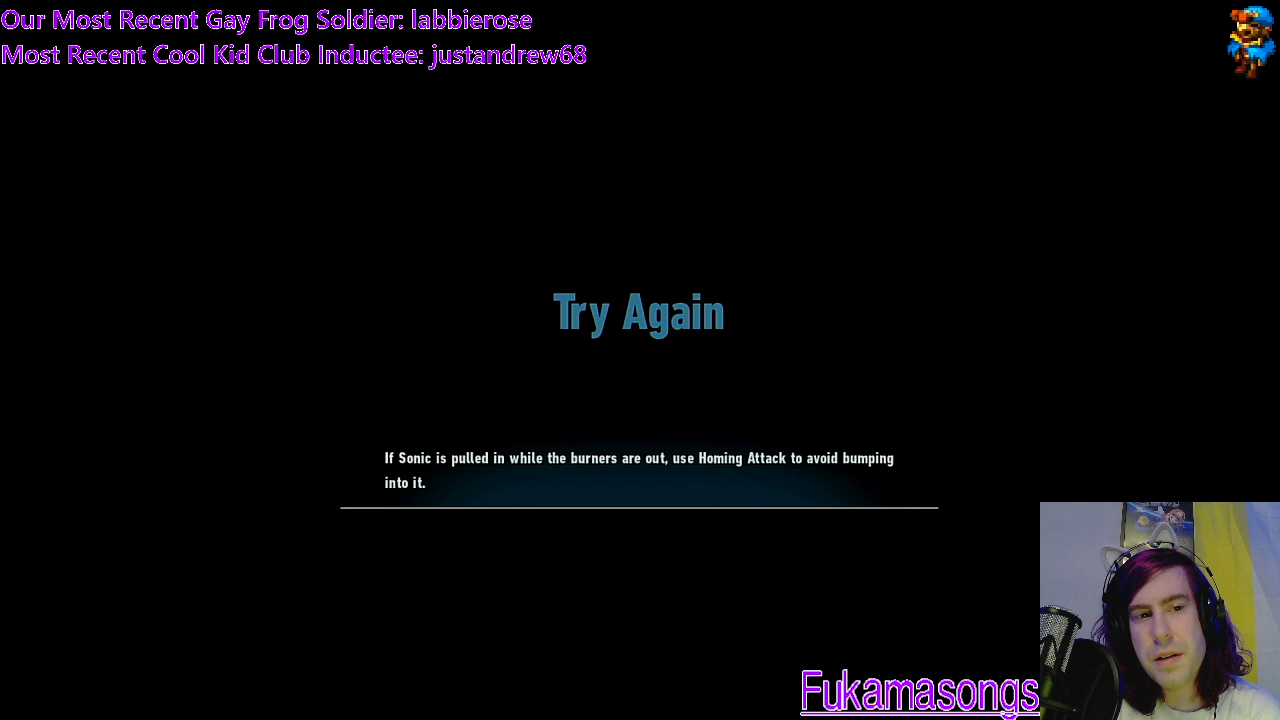 Our Most Recent Gay Frog Soldier: labbierose
Most Recent Cool Kid Club Inductee: justandrew68
Try Again
If Sonic is pulled in while the burners are out, use Homing Attack to avoid bumping
into it.
Fukamasongs